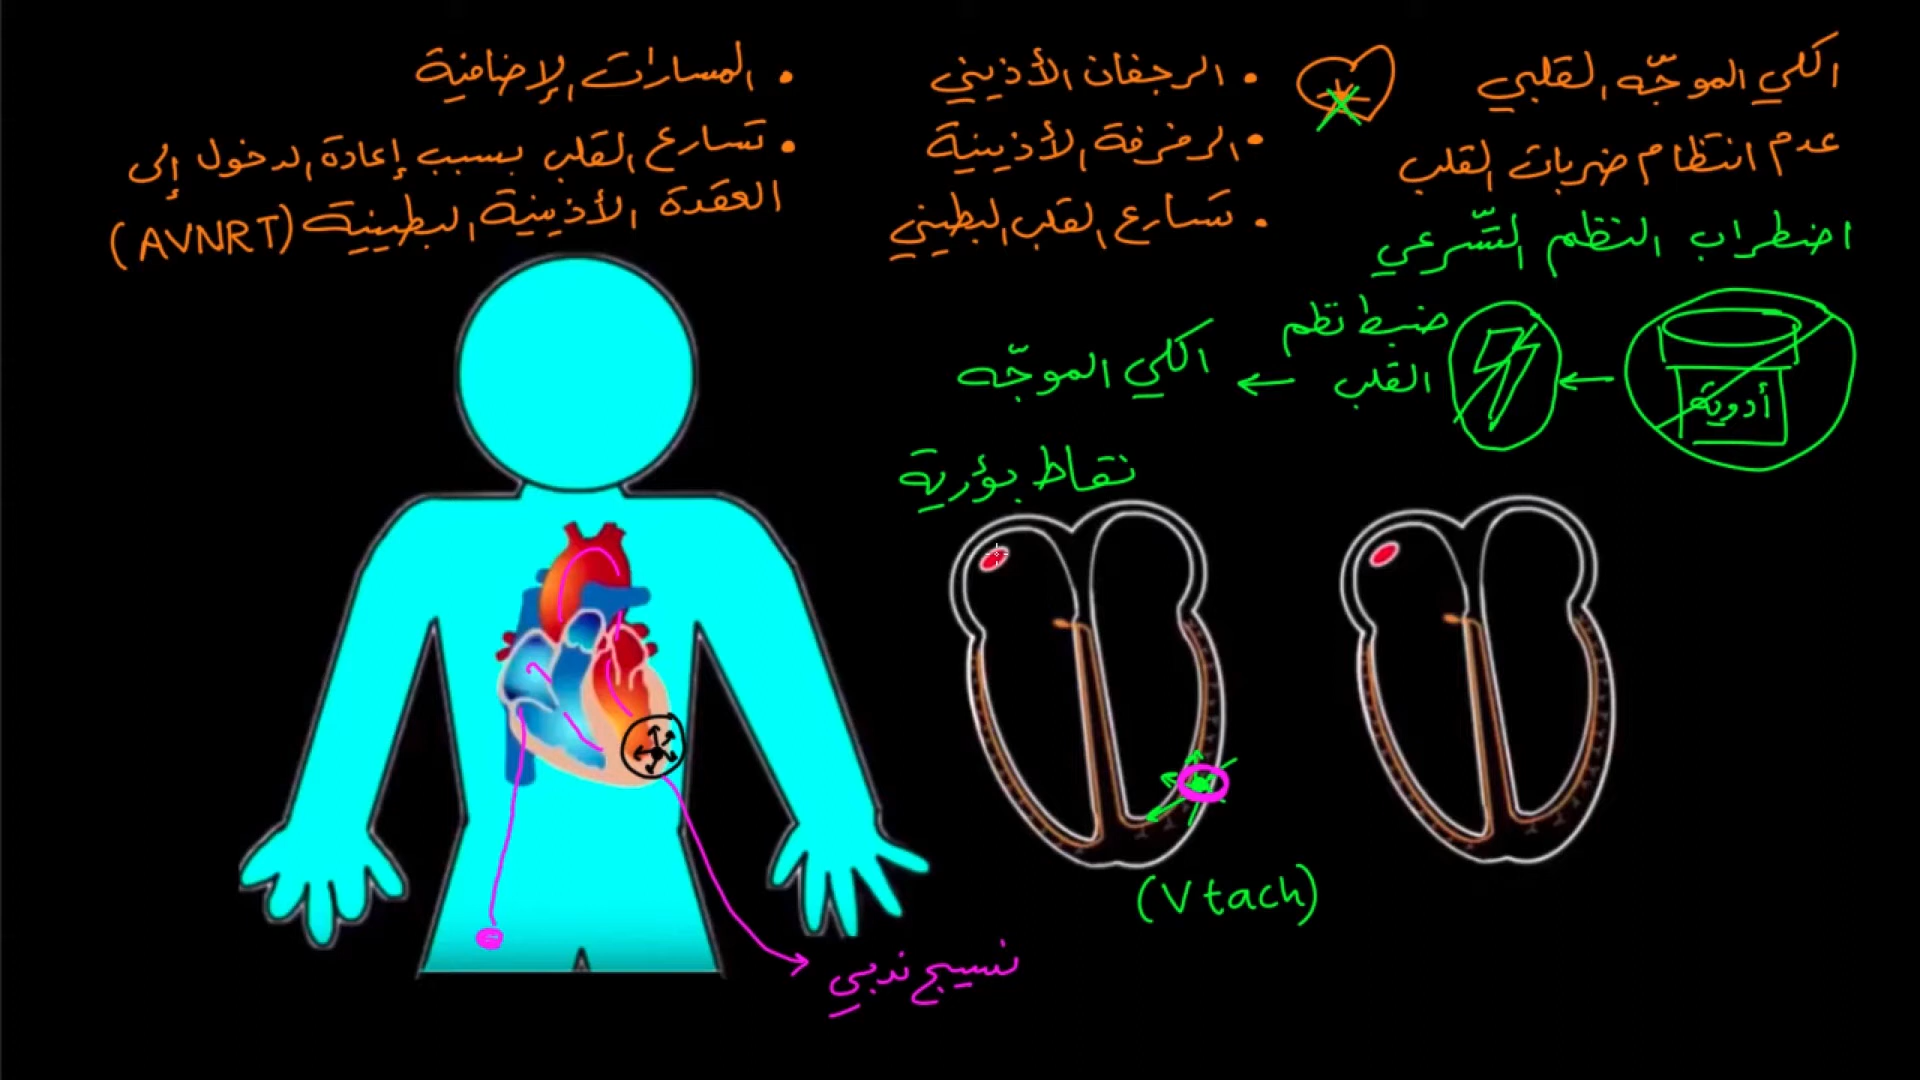 الكي الموجّه القلبي
عدم انتظام ضربات القلب
اضطراب النظم التّسرعي
• الرجفان الأذيني
• الرفرفة الأذينية
• تسارع القلب البطيني
• المسارات الإضافية
• تسارع القلب بسبب إعادة الدخول إلى
العقدة الأذينية البطينية (AVNRT)
أدوية
ضبط نظم
القلب
الكي الموجّه
نقاط بؤرية
(V tach)
نسيج ندبي